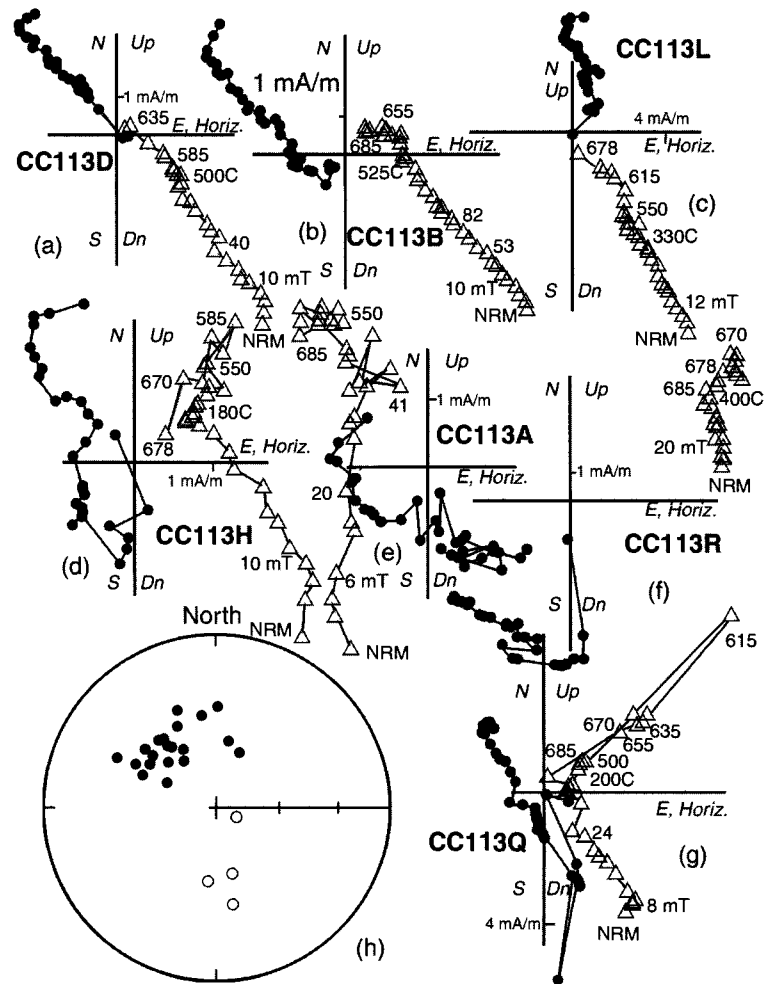 N Up
635
1 mA/m
E, Horiz.
CC113D
585
500C
40
(a)
S Dn
10 mT
NRM
N Up
1 mA/m
655
E, Horiz.
685
525C
82
(b)
CC113B
53
S Dn
10 mT
NRM
CC113L
N
Up
4 mA/m
E, Horiz.
678
615
550
(c)
330C
S Dn
12 mT
NRM
N Up
585
550
670
180C
678
E, Horiz.
1 mA/m
CC113H
(d)
10 mT
S Dn
NRM
550
685
N Up
41
1 mA/m
CC113A
E, Horiz.
20
(e)
6 mT
S Dn
NRM
670
N Up
678
685
400C
20 mT
NRM
1 mA/m
E, Horiz.
CC113R
(f)
S Dn
615
N Up
670
635
655
685
500
200C
E, Horiz.
CC113Q
24
(g)
S Dn
8 mT
4 mA/m
NRM
North
(h)